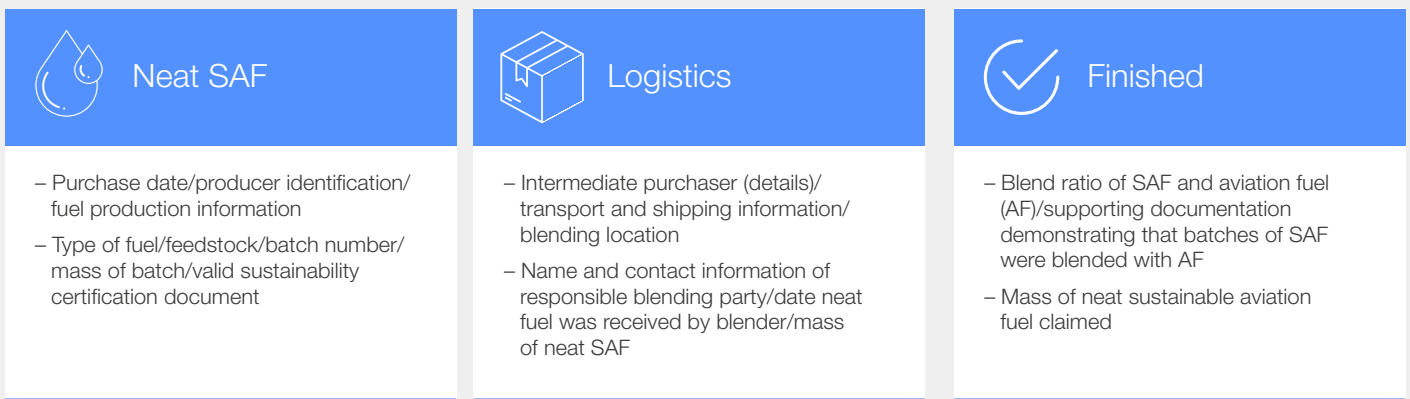 Neat SAF
– Purchase date/producer identification/
fuel production information
– Type of fuel/feedstock/batch number/
mass of batch/valid sustainability
certification document
Logistics
– Intermediate purchaser (details)/
transport and shipping information/
blending location
– Name and contact information of
responsible blending party/date neat
fuel was received by blender/mass
of neat SAF
Finished
– Blend ratio of SAF and aviation fuel
(AF)/supporting documentation
demonstrating that batches of SAF
were blended with AF
– Mass of neat sustainable aviation
fuel claimed